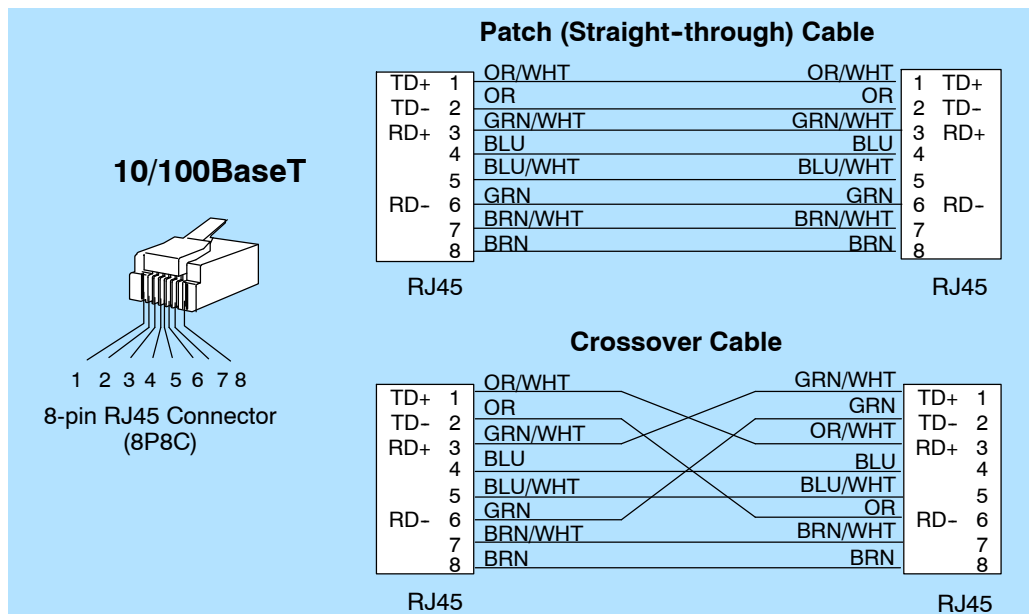 Patch (Straight-through) Cable
TD+ 1 OR/WHT OR/WHT 1 TD+
TD- 2 OR OR 2 TD-
RD+ 3 GRN/WHT GRN/WHT 3 RD+
4 BLU BLU 4
5 BLU/WHT BLU/WHT 5
RD- 6 GRN GRN 6 RD-
7 BRN/WHT BRN/WHT 7
8 BRN BRN 8
RJ45 RJ45
10/100BaseT
1 2 3 4 5 6 7 8
8-pin RJ45 Connector
(8P8C)
Crossover Cable
TD+ 1 OR/WHT GRN/WHT TD+ 1
TD- 2 OR GRN TD- 2
RD+ 3 GRN/WHT OR/WHT RD+ 3
4 BLU BLU 4
5 BLU/WHT BLU/WHT 5
RD- 6 GRN OR RD- 6
7 BRN/WHT BRN/WHT 7
8 BRN BRN 8
RJ45 RJ45